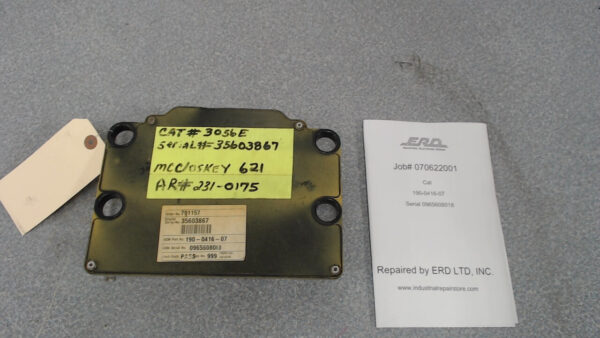 CAT # 3056E
SERIAL# 35603867
McCloskey 621
AR# 231-0175
701157
35603867
190-0416-07
0965608018
999
ERD
Job# 070622001
Cat
190-0416-07
Serial 0965608018
Repaired by ERD LTD, INC.
www.industrialrepairstore.com